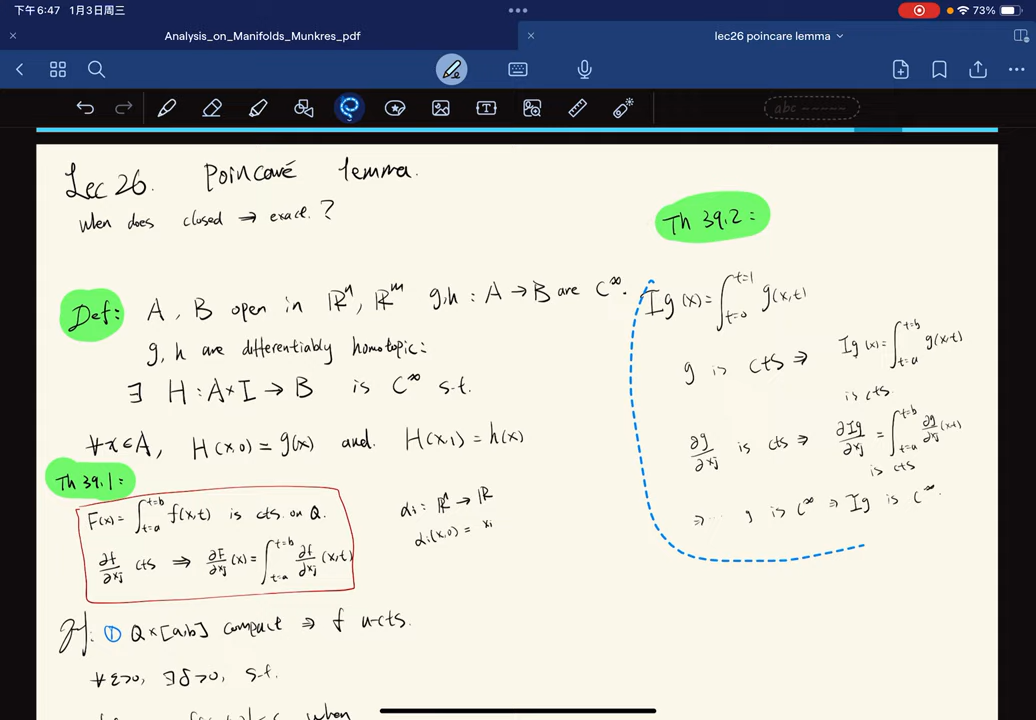 下午6:47 1月3日周三
73%
Analysis_on_Manifolds_Munkres_pdf
lec26 poincare lemma
abc
Lec 26. Poincaré lemma.
When does closed ⇒ exact.?
Def: A, B open in ℝⁿ, ℝᵐ g,h : A → B are C^∞.
g, h are differentiably homotopic:
∃ H : A×I → B is C^∞ s.t.
∀x∈A, H(x,0) = g(x) and. H(x,1) = h(x)
Th 39.1:
F(x) = ∫_{t=a}^{t=b} f(x,t) is cts on Q.
∂f/∂xj cts ⇒ ∂F/∂xj (x) = ∫_{t=a}^{t=b} ∂f/∂xj (x,t)
αi: ℝⁿ → ℝ
αi(x,0) = xi
Pf: ① Q×[a,b] compact ⇒ f u-cts.
∀ε>0, ∃δ>0, s.t.
when
Th 39.2:
Ig(x) = ∫_{t=0}^{t=1} g(x,t)
g is cts ⇒ Ig(x) = ∫_{t=a}^{t=b} g(x,t)
is cts.
∂g/∂xj is cts ⇒ ∂Ig/∂xj = ∫_{t=a}^{t=b} ∂g/∂xj (x,t)
is cts
⇒ ... g is C^∞ ⇒ Ig is C^∞.